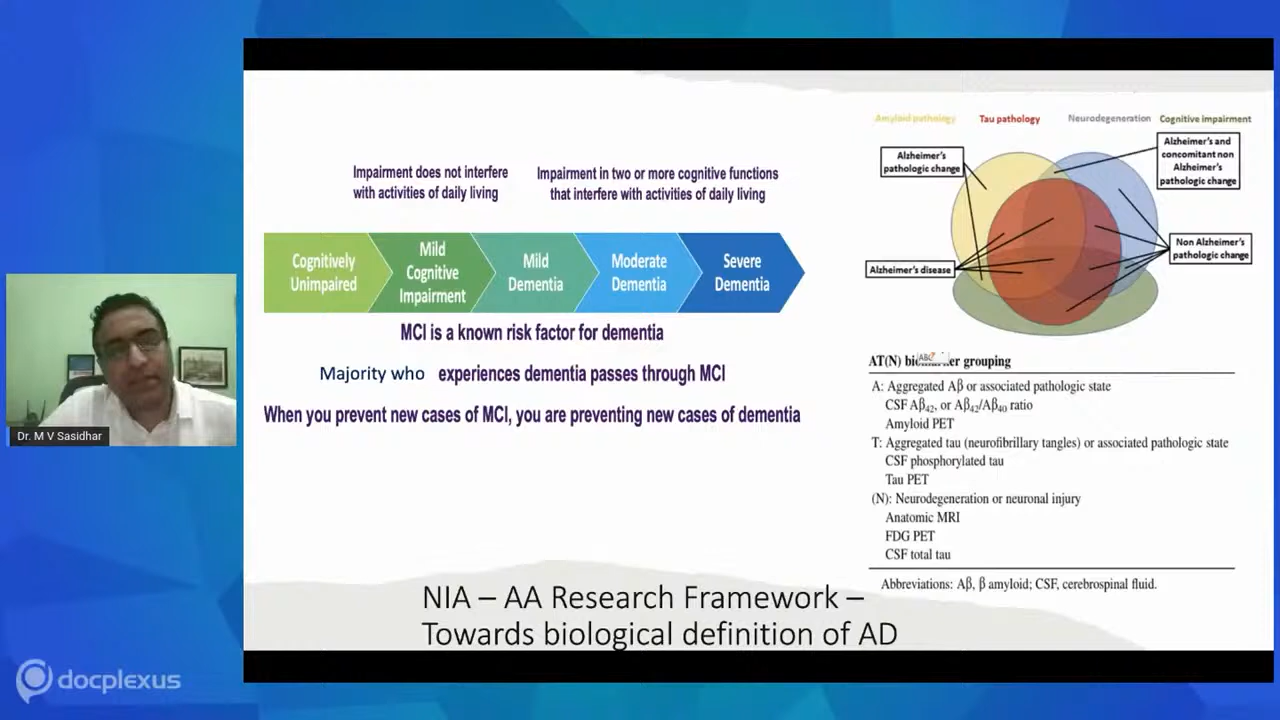 Impairment does not interfere
with activities of daily living
Impairment in two or more cognitive functions
that interfere with activities of daily living
Cognitively
Unimpaired
Mild
Cognitive
Impairment
Mild
Dementia
Moderate
Dementia
Severe
Dementia
MCI is a known risk factor for dementia
Majority who experiences dementia passes through MCI
When you prevent new cases of MCI, you are preventing new cases of dementia
Amyloid pathology
Tau pathology
Neurodegeneration
Cognitive impairment
Alzheimer's
pathologic change
Alzheimer's and
concomitant non
Alzheimer's
pathologic change
Non Alzheimer's
pathologic change
Alzheimer's disease
AT(N) grouping
A: Aggregated Aβ or associated pathologic state
CSF Aβ42, or Aβ42/Aβ40 ratio
Amyloid PET
T: Aggregated tau (neurofibrillary tangles) or associated pathologic state
CSF phosphorylated tau
Tau PET
(N): Neurodegeneration or neuronal injury
Anatomic MRI
FDG PET
CSF total tau
Abbreviations: Aβ, β amyloid; CSF, cerebrospinal fluid.
NIA – AA Research Framework –
Towards biological definition of AD
Dr. M V Sasidhar
docplexus